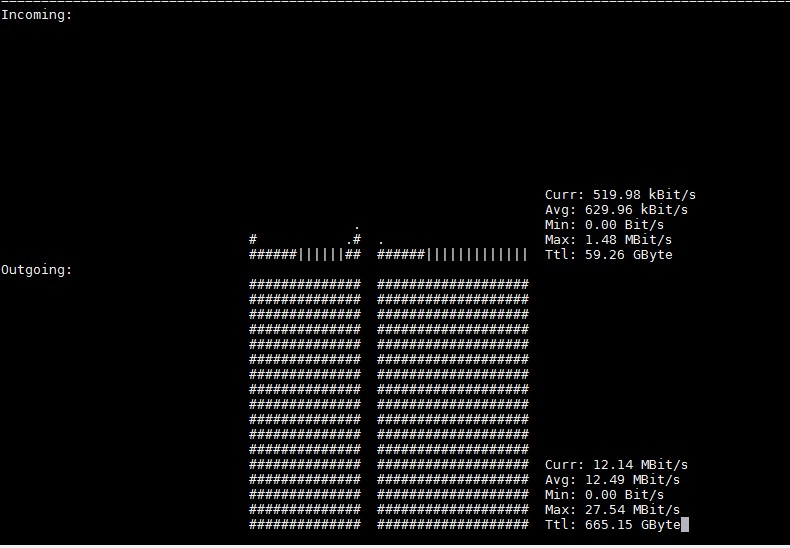 Incoming:
Curr: 519.98 kBit/s
Avg: 629.96 kBit/s
.
Min: 0.00 Bit/s
# .# .
Max: 1.48 MBit/s
######||||||## ######|||||||||||||
Ttl: 59.26 GByte
Outgoing:
############## ###################
############## ###################
############## ###################
############## ###################
############## ###################
############## ###################
############## ###################
############## ###################
############## ###################
############## ###################
############## ###################
############## ###################
############## ###################
Curr: 12.14 MBit/s
############## ###################
Avg: 12.49 MBit/s
############## ###################
Min: 0.00 Bit/s
############## ###################
Max: 27.54 MBit/s
############## ###################
Ttl: 665.15 GByte